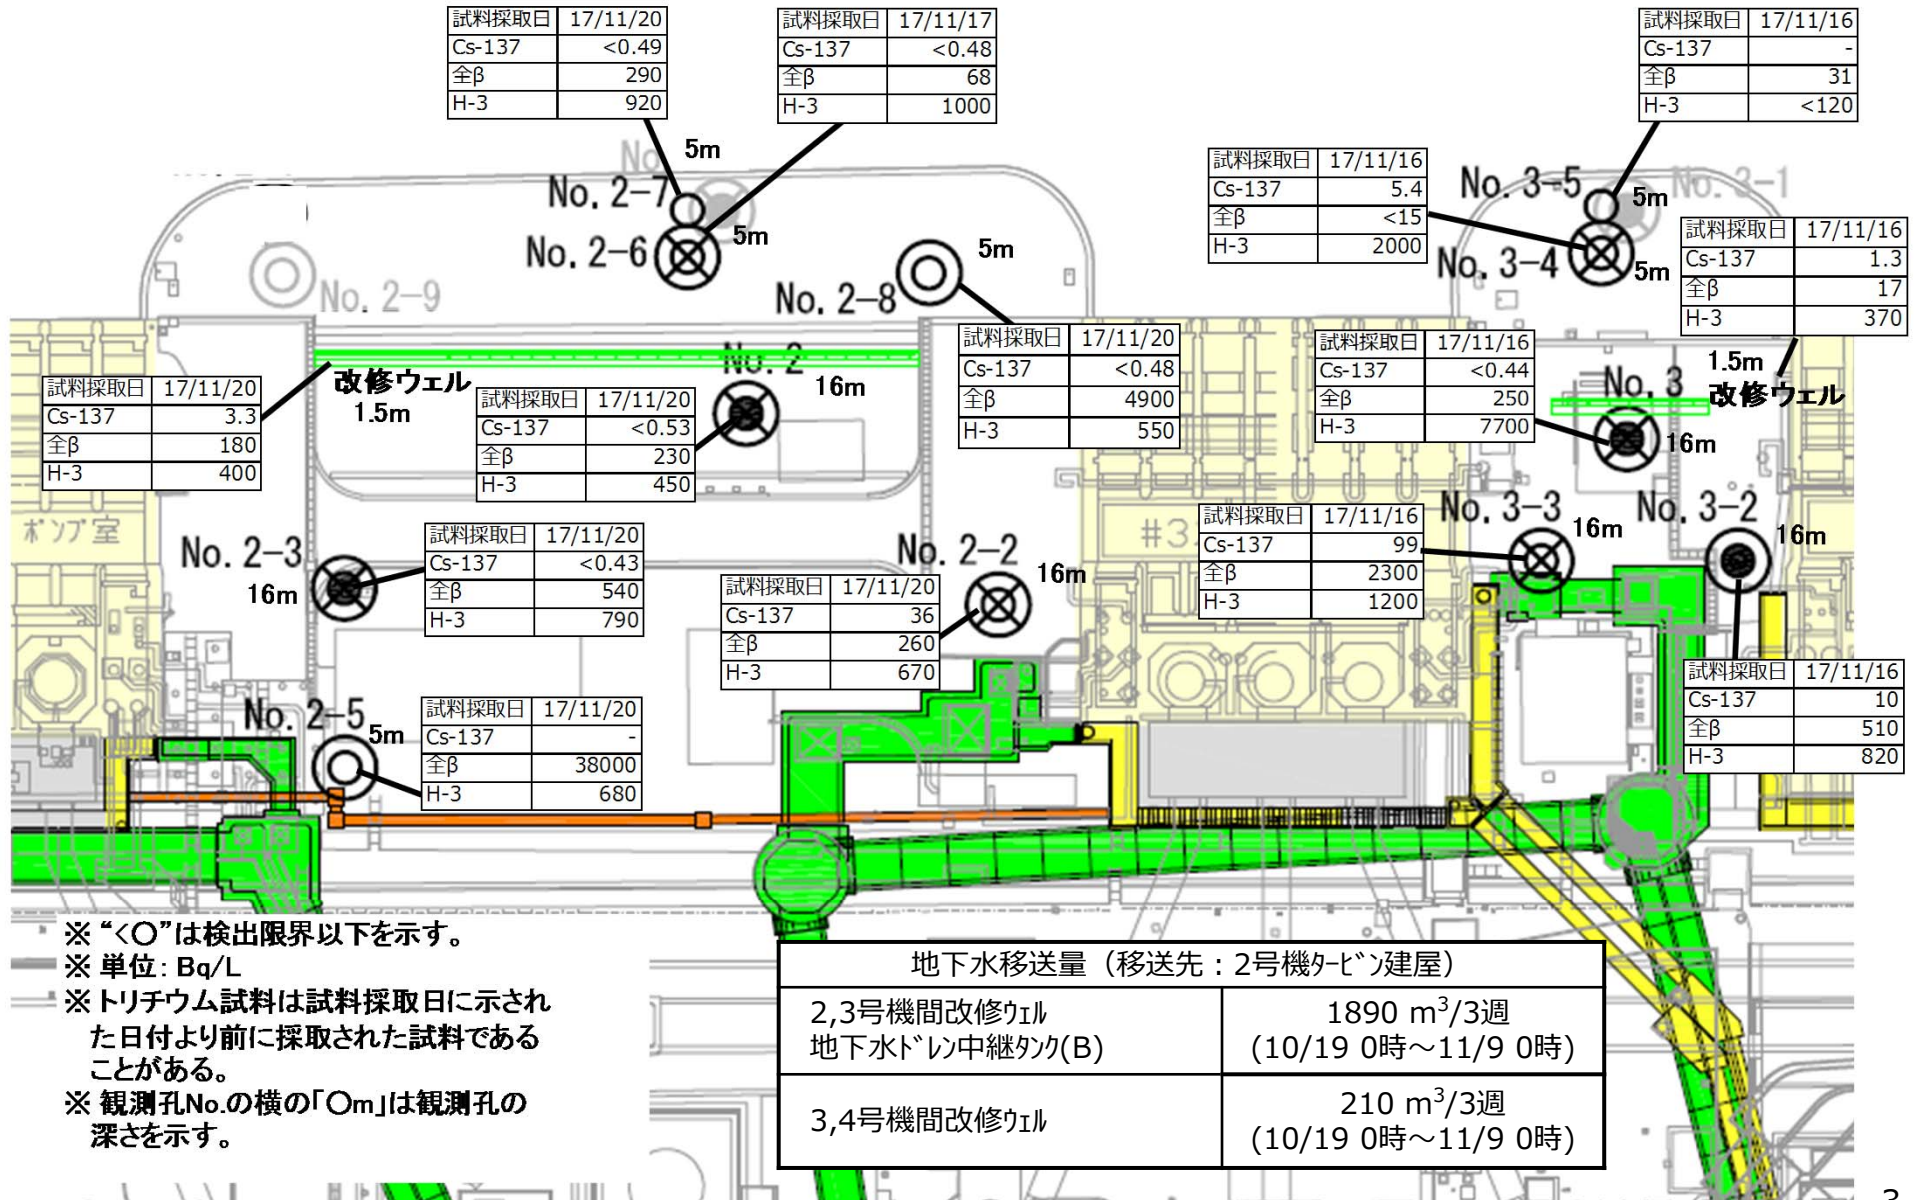 試料採取日 17/11/20
Cs-137 <0.49
全β 290
H-3 920
試料採取日 17/11/17
Cs-137 <0.48
全β 68
H-3 1000
試料採取日 17/11/16
Cs-137 -
全β 31
H-3 <120
No
5m
No. 2-7
No. 2-6
5m
No. 2-9
No. 2-8
5m
試料採取日 17/11/16
Cs-137 5.4
全β <15
H-3 2000
No. 3-5
5m
No. 3-1
No. 3-4
5m
試料採取日 17/11/16
Cs-137 1.3
全β 17
H-3 370
1.5m
改修ウェル
試料採取日 17/11/20
Cs-137 3.3
全β 180
H-3 400
改修ウェル
1.5m
試料採取日 17/11/20
Cs-137 <0.53
全β 230
H-3 450
No. 2
16m
試料採取日 17/11/20
Cs-137 <0.48
全β 4900
H-3 550
試料採取日 17/11/16
Cs-137 <0.44
全β 250
H-3 7700
No. 3
16m
ポンプ室
No. 2-3
16m
試料採取日 17/11/20
Cs-137 <0.43
全β 540
H-3 790
No. 2-2
16m
試料採取日 17/11/20
Cs-137 36
全β 260
H-3 670
#3
試料採取日 17/11/16
Cs-137 99
全β 2300
H-3 1200
No. 3-3
16m
No. 3-2
16m
試料採取日 17/11/16
Cs-137 10
全β 510
H-3 820
No. 2-5
5m
試料採取日 17/11/20
Cs-137 -
全β 38000
H-3 680
※ “<○”は検出限界以下を示す。
※ 単位: Bq/L
※ トリチウム試料は試料採取日に示され
た日付より前に採取された試料である
ことがある。
※ 観測孔No.の横の「○m」は観測孔の
深さを示す。
地下水移送量（移送先：2号機ﾀｰﾋﾞﾝ建屋）
2,3号機間改修ｳｪﾙ
地下水ﾄﾞﾚﾝ中継ﾀﾝｸ(B)
1890 m³/3週
(10/19 0時～11/9 0時)
3,4号機間改修ｳｪﾙ
210 m³/3週
(10/19 0時～11/9 0時)
3